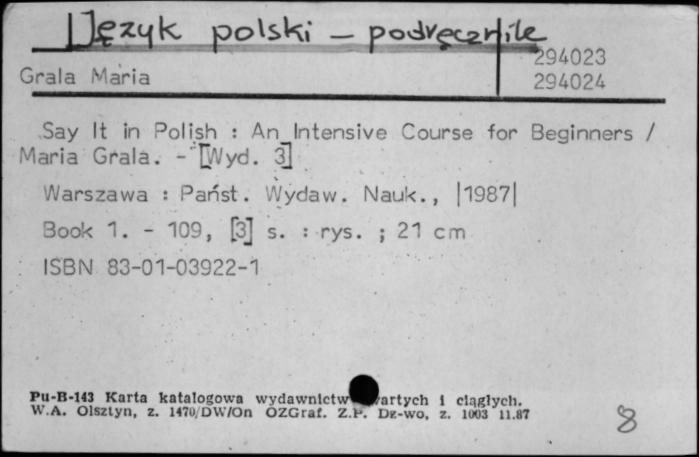 Język polski – podręcznik
294023
Grala Maria
294024
Say It in Polish : An Intensive Course for Beginners /
Maria Grala. - [Wyd. 3]
Warszawa : Państ. Wydaw. Nauk., |1987|
Book 1. - 109, [3] s. : rys. ; 21 cm
ISBN 83-01-03922-1
Pu-B-143 Karta katalogowa wydawnictw artych i ciągłych.
W.A. Olsztyn, z. 1470/DW/On OZGraf. Z.P. Dz-wo, z. 1003 11.87
8